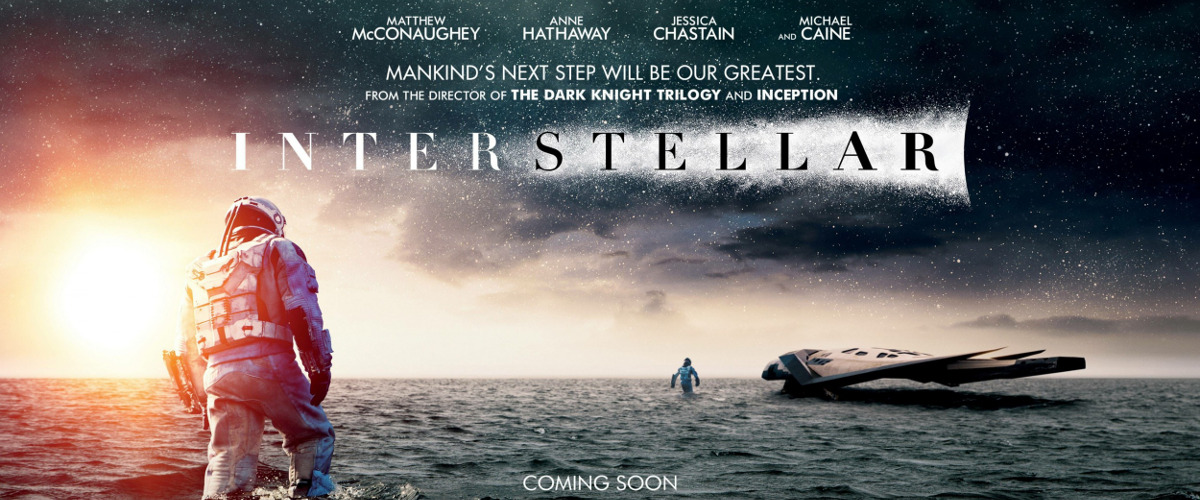 MATTHEW McCONAUGHEY ANNE HATHAWAY JESSICA CHASTAIN AND MICHAEL CAINE
MANKIND'S NEXT STEP WILL BE OUR GREATEST.
FROM THE DIRECTOR OF THE DARK KNIGHT TRILOGY AND INCEPTION
INTERSTELLAR
COMING SOON